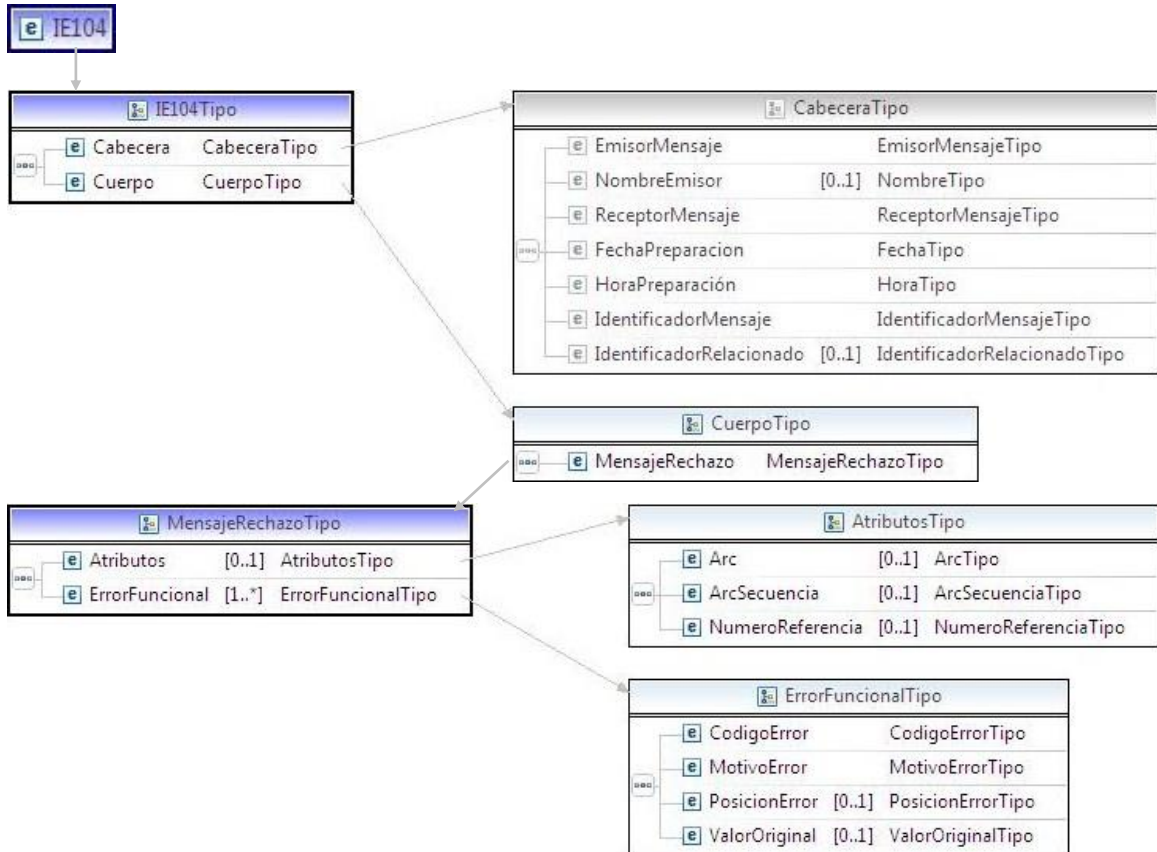 IE104
IE104Tipo
Cabecera CabeceraTipo
Cuerpo CuerpoTipo
CabeceraTipo
EmisorMensaje EmisorMensajeTipo
NombreEmisor [0..1] NombreTipo
ReceptorMensaje ReceptorMensajeTipo
FechaPreparacion FechaTipo
HoraPreparación HoraTipo
IdentificadorMensaje IdentificadorMensajeTipo
IdentificadorRelacionado [0..1] IdentificadorRelacionadoTipo
CuerpoTipo
MensajeRechazo MensajeRechazoTipo
MensajeRechazoTipo
Atributos [0..1] AtributosTipo
ErrorFuncional [1..*] ErrorFuncionalTipo
AtributosTipo
Arc [0..1] ArcTipo
ArcSecuencia [0..1] ArcSecuenciaTipo
NumeroReferencia [0..1] NumeroReferenciaTipo
ErrorFuncionalTipo
CodigoError CodigoErrorTipo
MotivoError MotivoErrorTipo
PosicionError [0..1] PosicionErrorTipo
ValorOriginal [0..1] ValorOriginalTipo